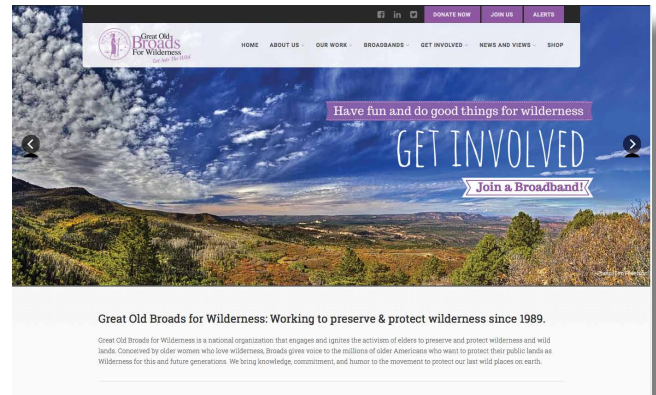 DONATE NOW JOIN US ALERTS
Great Old
Broads
For Wilderness
Get Into The Wild
HOME ABOUT US OUR WORK BROADBANDS GET INVOLVED NEWS AND VIEWS SHOP
Have fun and do good things for wilderness
GET INVOLVED
Join a Broadband!
Great Old Broads for Wilderness: Working to preserve & protect wilderness since 1989.
Great Old Broads for Wilderness is a national organization that engages and ignites the activism of elders to preserve and protect wilderness and wild
lands. Conceived by older women who love wilderness, Broads gives voice to the millions of older Americans who want to protect their public lands as
Wilderness for this and future generations. We bring knowledge, commitment, and humor to the movement to protect our last wild places on earth.